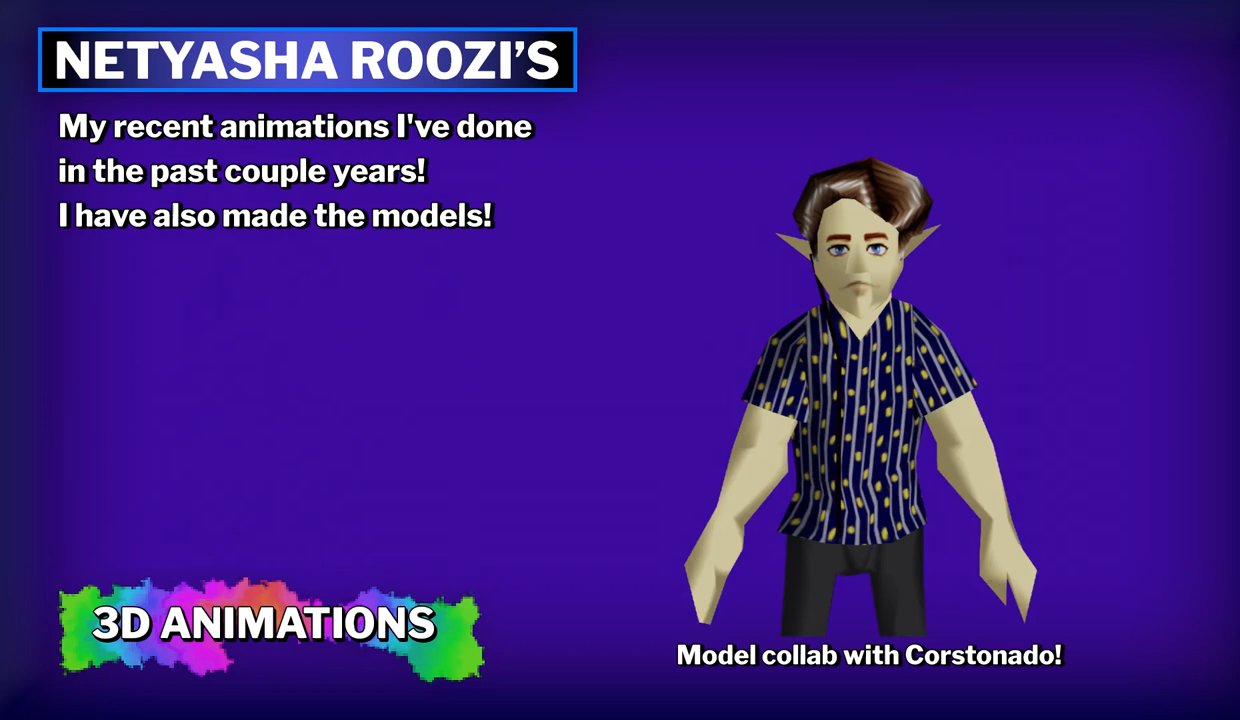 NETYASHA ROOZI’S
My recent animations I've done
in the past couple years!
I have also made the models!
3D ANIMATIONS
Model collab with Corstonado!